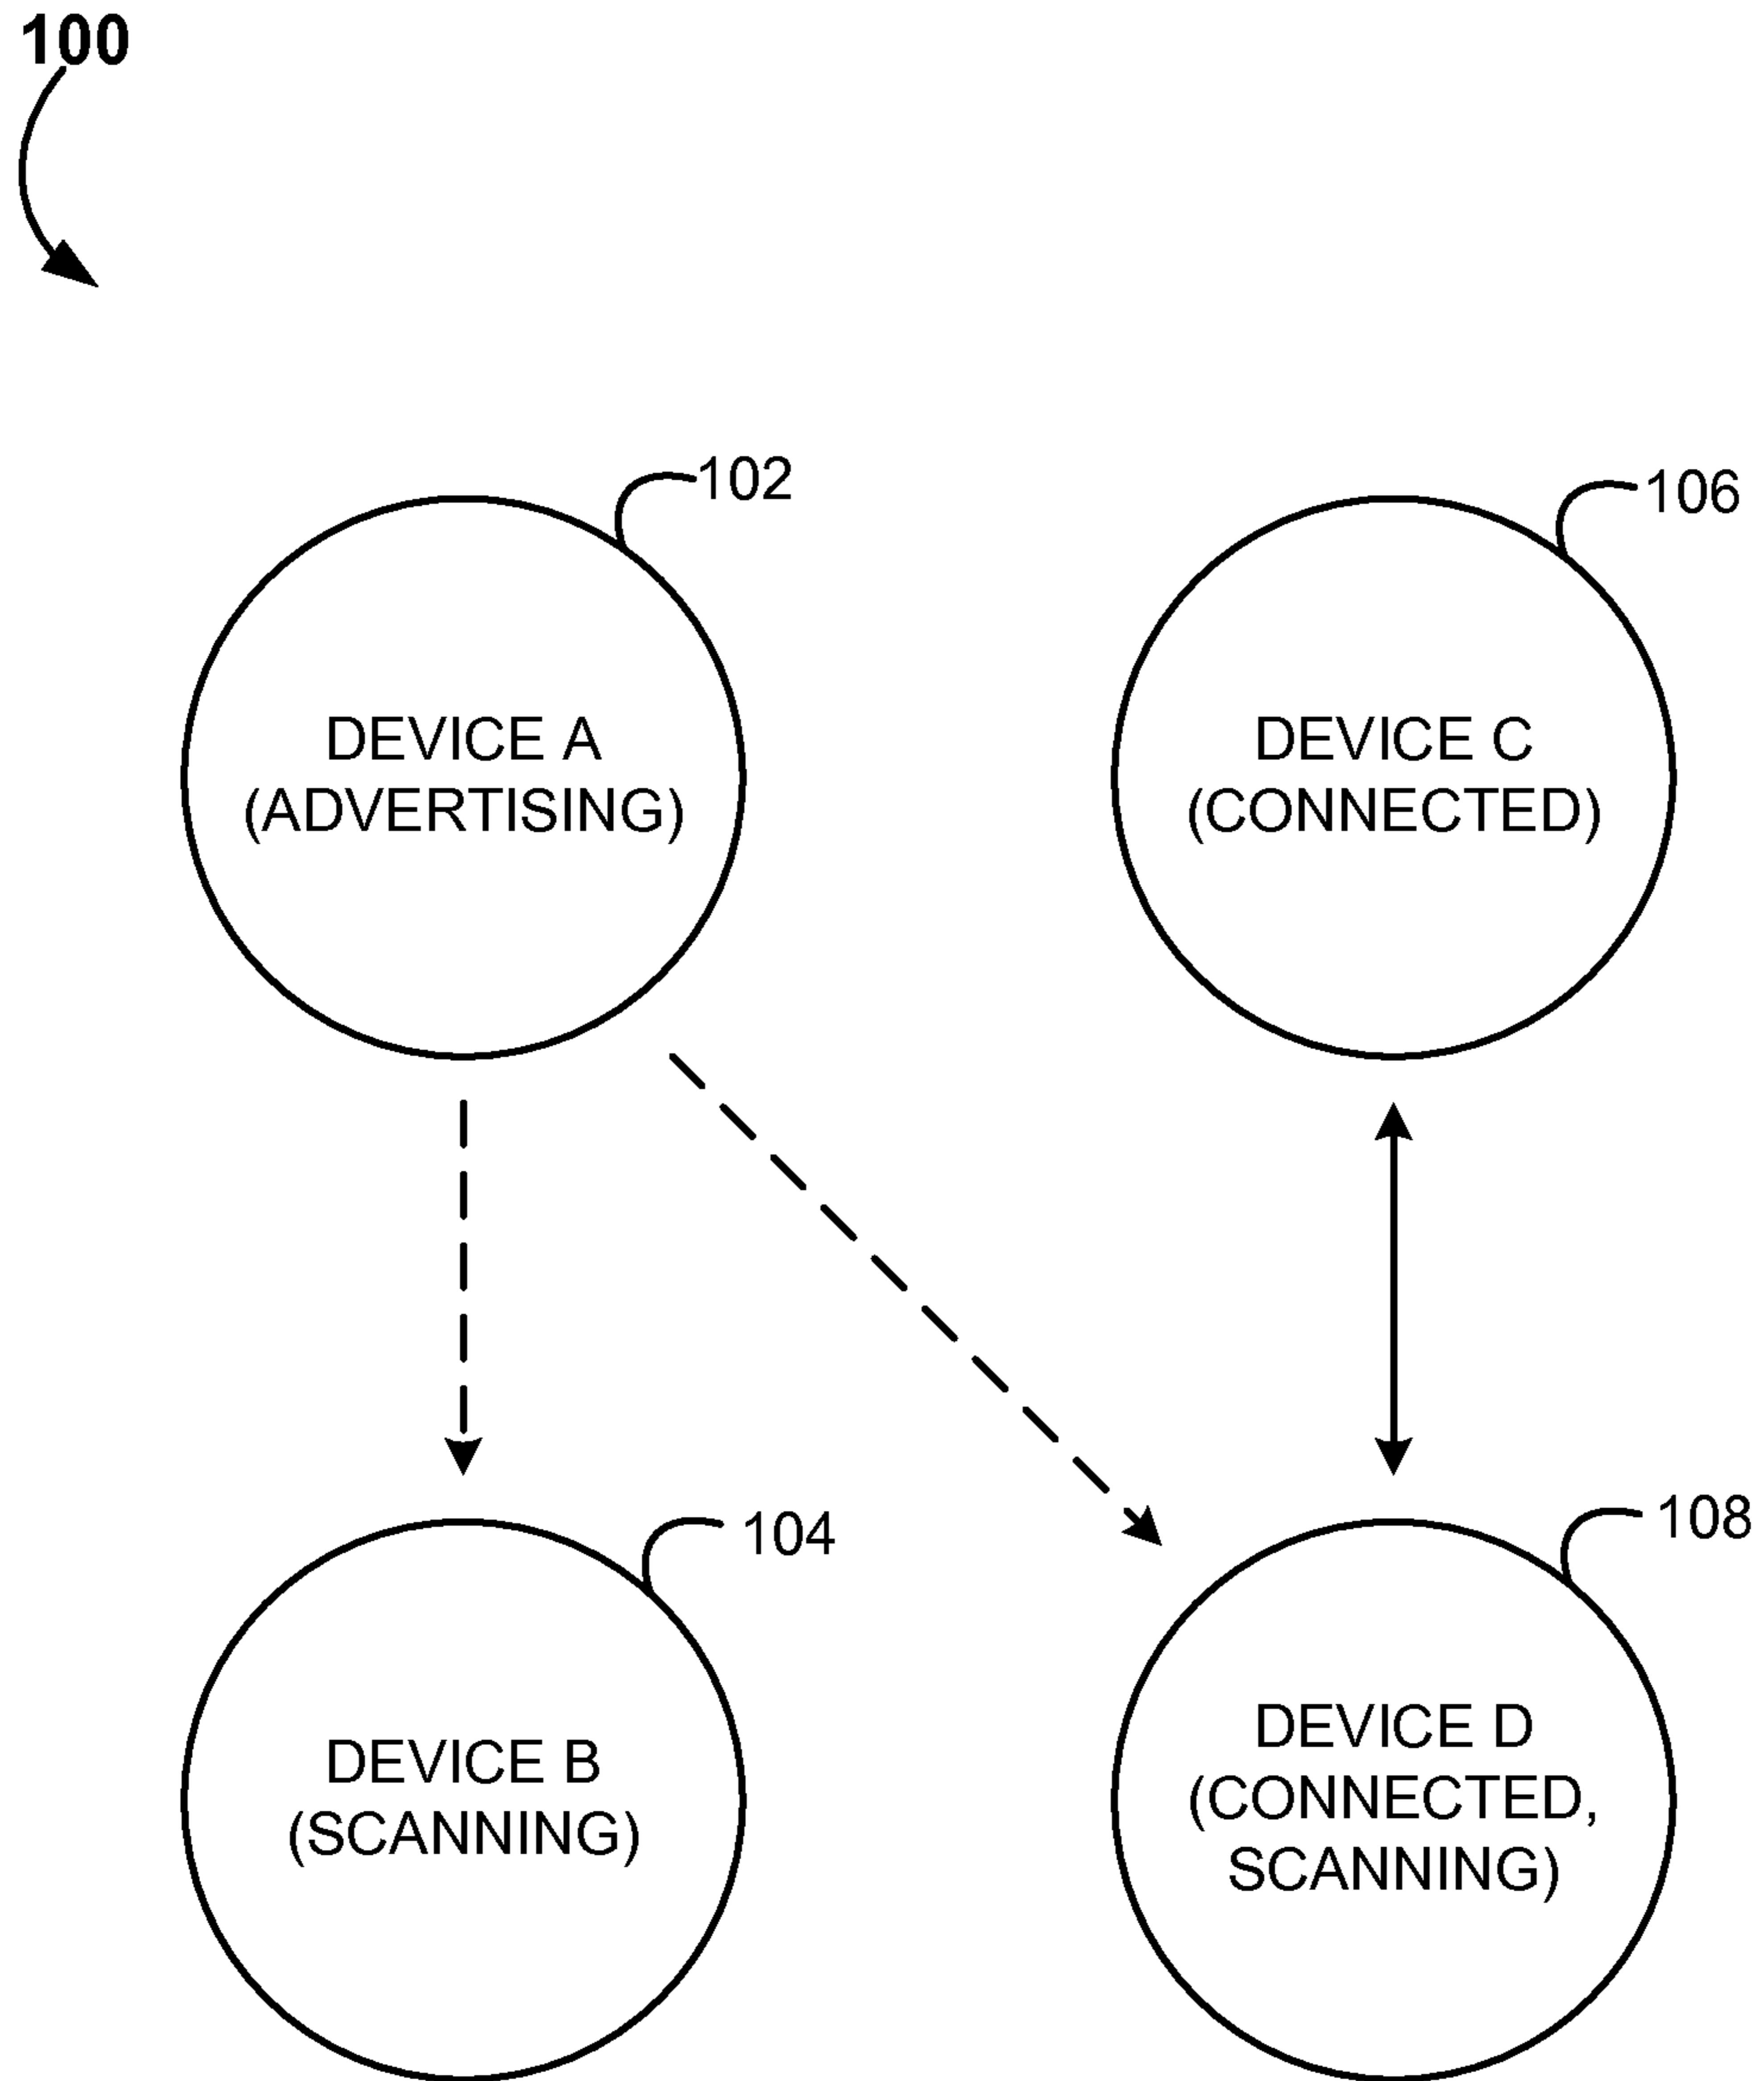 100
102
106
DEVICE A
(ADVERTISING)
DEVICE C
(CONNECTED)
104
108
DEVICE B
(SCANNING)
DEVICE D
(CONNECTED,
SCANNING)